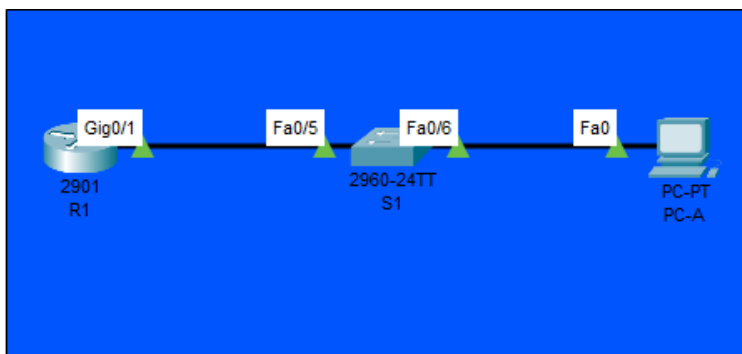 Gig0/1
Fa0/5
Fa0/6
Fa0
2901
R1
2960-24TT
S1
PC-PT
PC-A